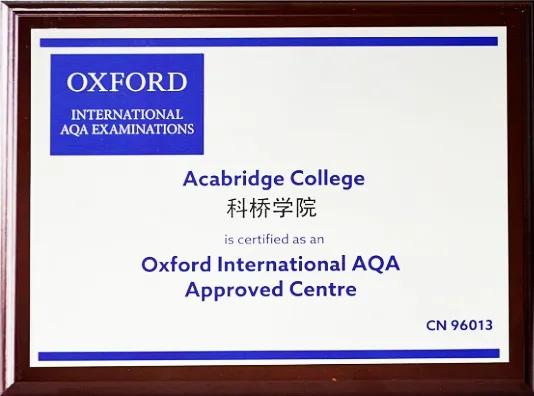 OXFORD
INTERNATIONAL
AQA EXAMINATIONS
Acabridge College
科桥学院
is certified as an
Oxford International AQA
Approved Centre
CN 96013